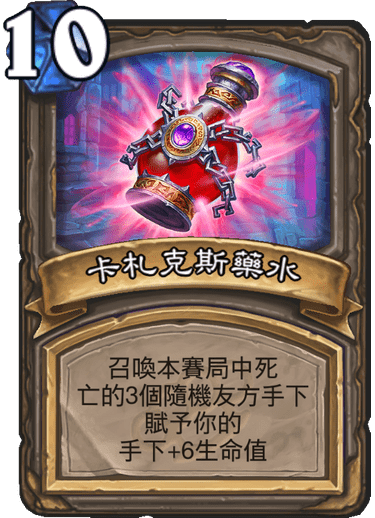 10
卡札克斯藥水
召喚本賽局中死
亡的3個隨機友方手下
賦予你的
手下+6生命值